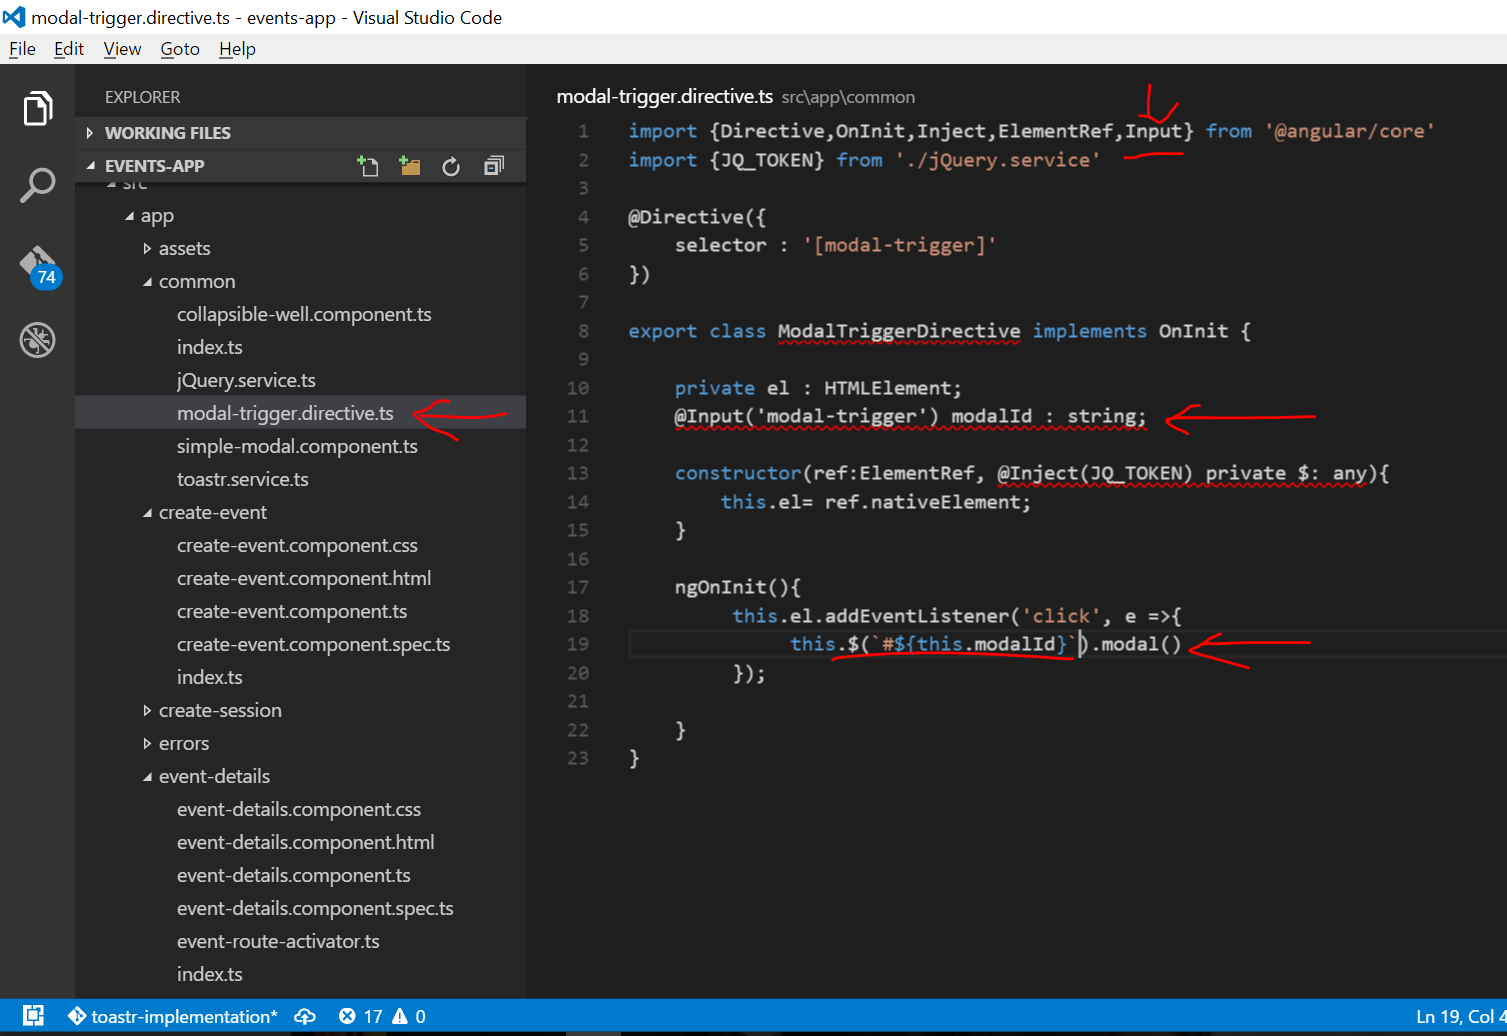 modal-trigger.directive.ts - events-app - Visual Studio Code
File Edit View Goto Help
EXPLORER
WORKING FILES
EVENTS-APP
src
app
assets
common
collapsible-well.component.ts
index.ts
jQuery.service.ts
modal-trigger.directive.ts
simple-modal.component.ts
toastr.service.ts
create-event
create-event.component.css
create-event.component.html
create-event.component.ts
create-event.component.spec.ts
index.ts
create-session
errors
event-details
event-details.component.css
event-details.component.html
event-details.component.ts
event-details.component.spec.ts
event-route-activator.ts
index.ts
74
modal-trigger.directive.ts src\app\common
1 import {Directive,OnInit,Inject,ElementRef,Input} from '@angular/core'
2 import {JQ_TOKEN} from './jQuery.service'
3
4 @Directive({
5 selector : '[modal-trigger]'
6 })
7
8 export class ModalTriggerDirective implements OnInit {
9
10 private el : HTMLElement;
11 @Input('modal-trigger') modalId : string;
12
13 constructor(ref:ElementRef, @Inject(JQ_TOKEN) private $: any){
14 this.el= ref.nativeElement;
15 }
16
17 ngOnInit(){
18 this.el.addEventListener('click', e =>{
19 this.$(`#${this.modalId}`).modal()
20 });
21
22 }
23 }
toastr-implementation* 17 0
Ln 19, Col 4